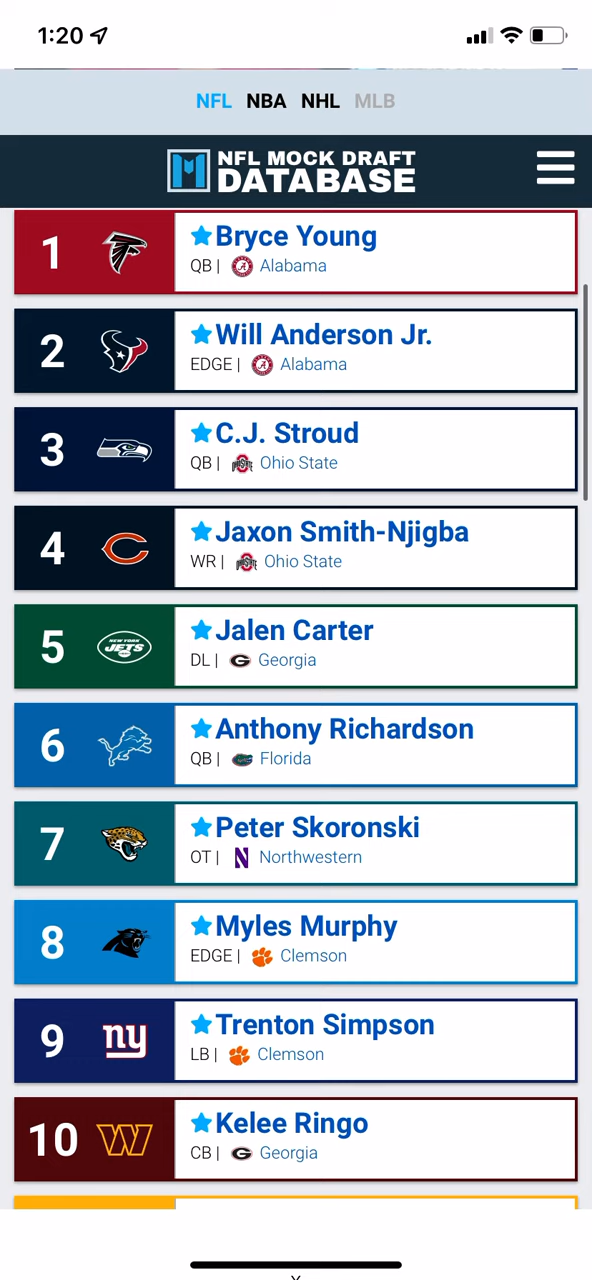 1:20
NFL NBA NHL MLB
NFL MOCK DRAFT
DATABASE
1
Bryce Young
QB | Alabama
2
Will Anderson Jr.
EDGE | Alabama
3
C.J. Stroud
QB | Ohio State
4
Jaxon Smith-Njigba
WR | Ohio State
5
NEW YORK
JETS
Jalen Carter
DL | Georgia
6
Anthony Richardson
QB | Florida
7
Peter Skoronski
OT | Northwestern
8
Myles Murphy
EDGE | Clemson
9
ny
Trenton Simpson
LB | Clemson
10
W
Kelee Ringo
CB | Georgia